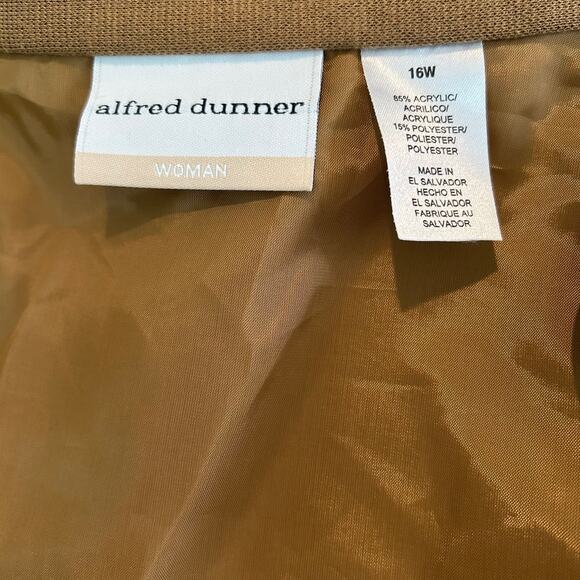 alfred dunner
WOMAN
16W
85% ACRYLIC/
ACRILICO/
ACRYLIQUE
15% POLYESTER/
POLIESTER/
POLYESTER
MADE IN
EL SALVADOR
HECHO EN
EL SALVADOR
FABRIQUE AU
SALVADOR